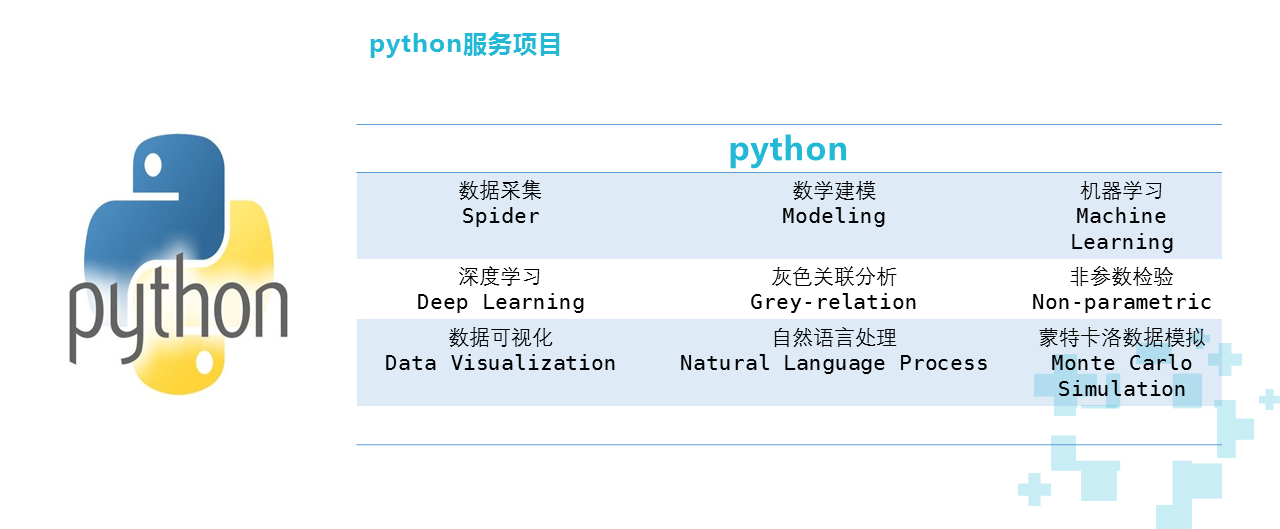 python服务项目
python
python
数据采集
Spider
数学建模
Modeling
机器学习
Machine
Learning
深度学习
Deep Learning
灰色关联分析
Grey-relation
非参数检验
Non-parametric
数据可视化
Data Visualization
自然语言处理
Natural Language Process
蒙特卡洛数据模拟
Monte Carlo
Simulation